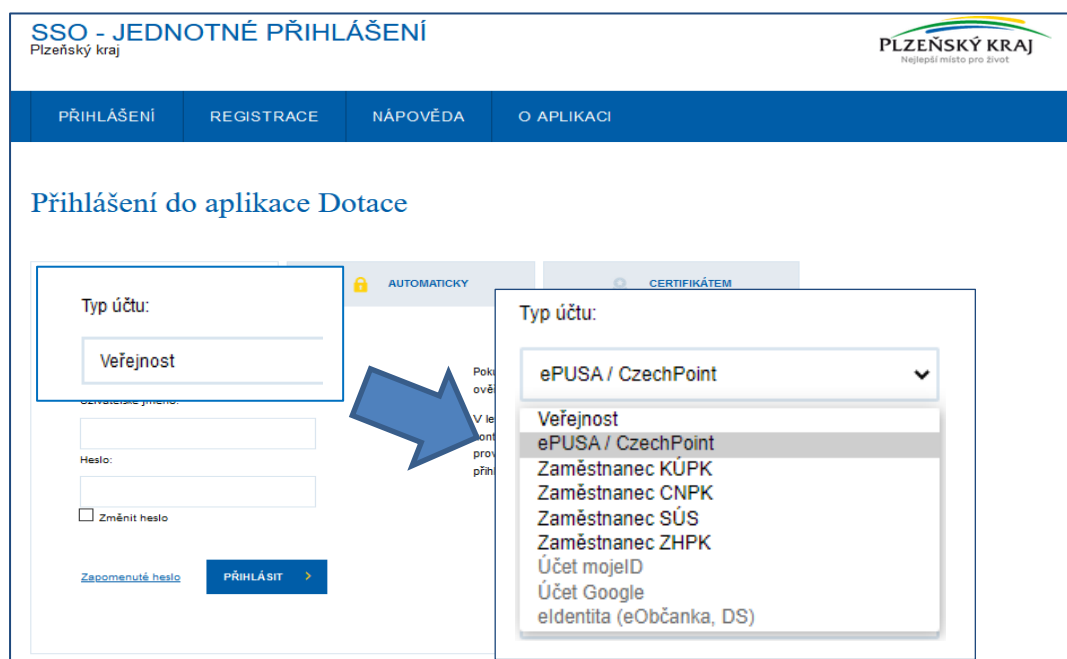 SSO - JEDNOTNÉ PŘIHLÁŠENÍ
Plzeňský kraj
PLZEŇSKÝ KRAJ
Nejlepší místo pro život
PŘIHLÁŠENÍ REGISTRACE NÁPOVĚDA O APLIKACI
Přihlášení do aplikace Dotace
AUTOMATICKY CERTIFIKÁTEM
Typ účtu:
Veřejnost
Heslo:
Změnit heslo
Zapomenuté heslo PŘIHLÁSIT >
Typ účtu:
ePUSA / CzechPoint
Veřejnost
ePUSA / CzechPoint
Zaměstnanec KÚPK
Zaměstnanec CNPK
Zaměstnanec SÚS
Zaměstnanec ZHPK
Účet mojeID
Účet Google
eIdentita (eObčanka, DS)